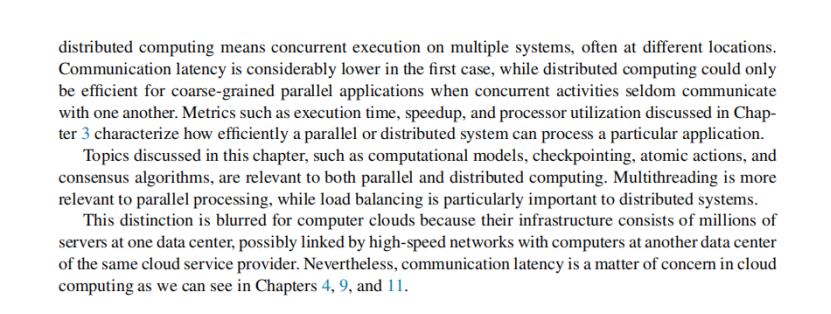 distributed computing means concurrent execution on multiple systems, often at different locations.
Communication latency is considerably lower in the first case, while distributed computing could only
be efficient for coarse-grained parallel applications when concurrent activities seldom communicate
with one another. Metrics such as execution time, speedup, and processor utilization discussed in Chap-
ter 3 characterize how efficiently a parallel or distributed system can process a particular application.
Topics discussed in this chapter, such as computational models, checkpointing, atomic actions, and
consensus algorithms, are relevant to both parallel and distributed computing. Multithreading is more
relevant to parallel processing, while load balancing is particularly important to distributed systems.
This distinction is blurred for computer clouds because their infrastructure consists of millions of
servers at one data center, possibly linked by high-speed networks with computers at another data center
of the same cloud service provider. Nevertheless, communication latency is a matter of concern in cloud
computing as we can see in Chapters 4, 9, and 11.